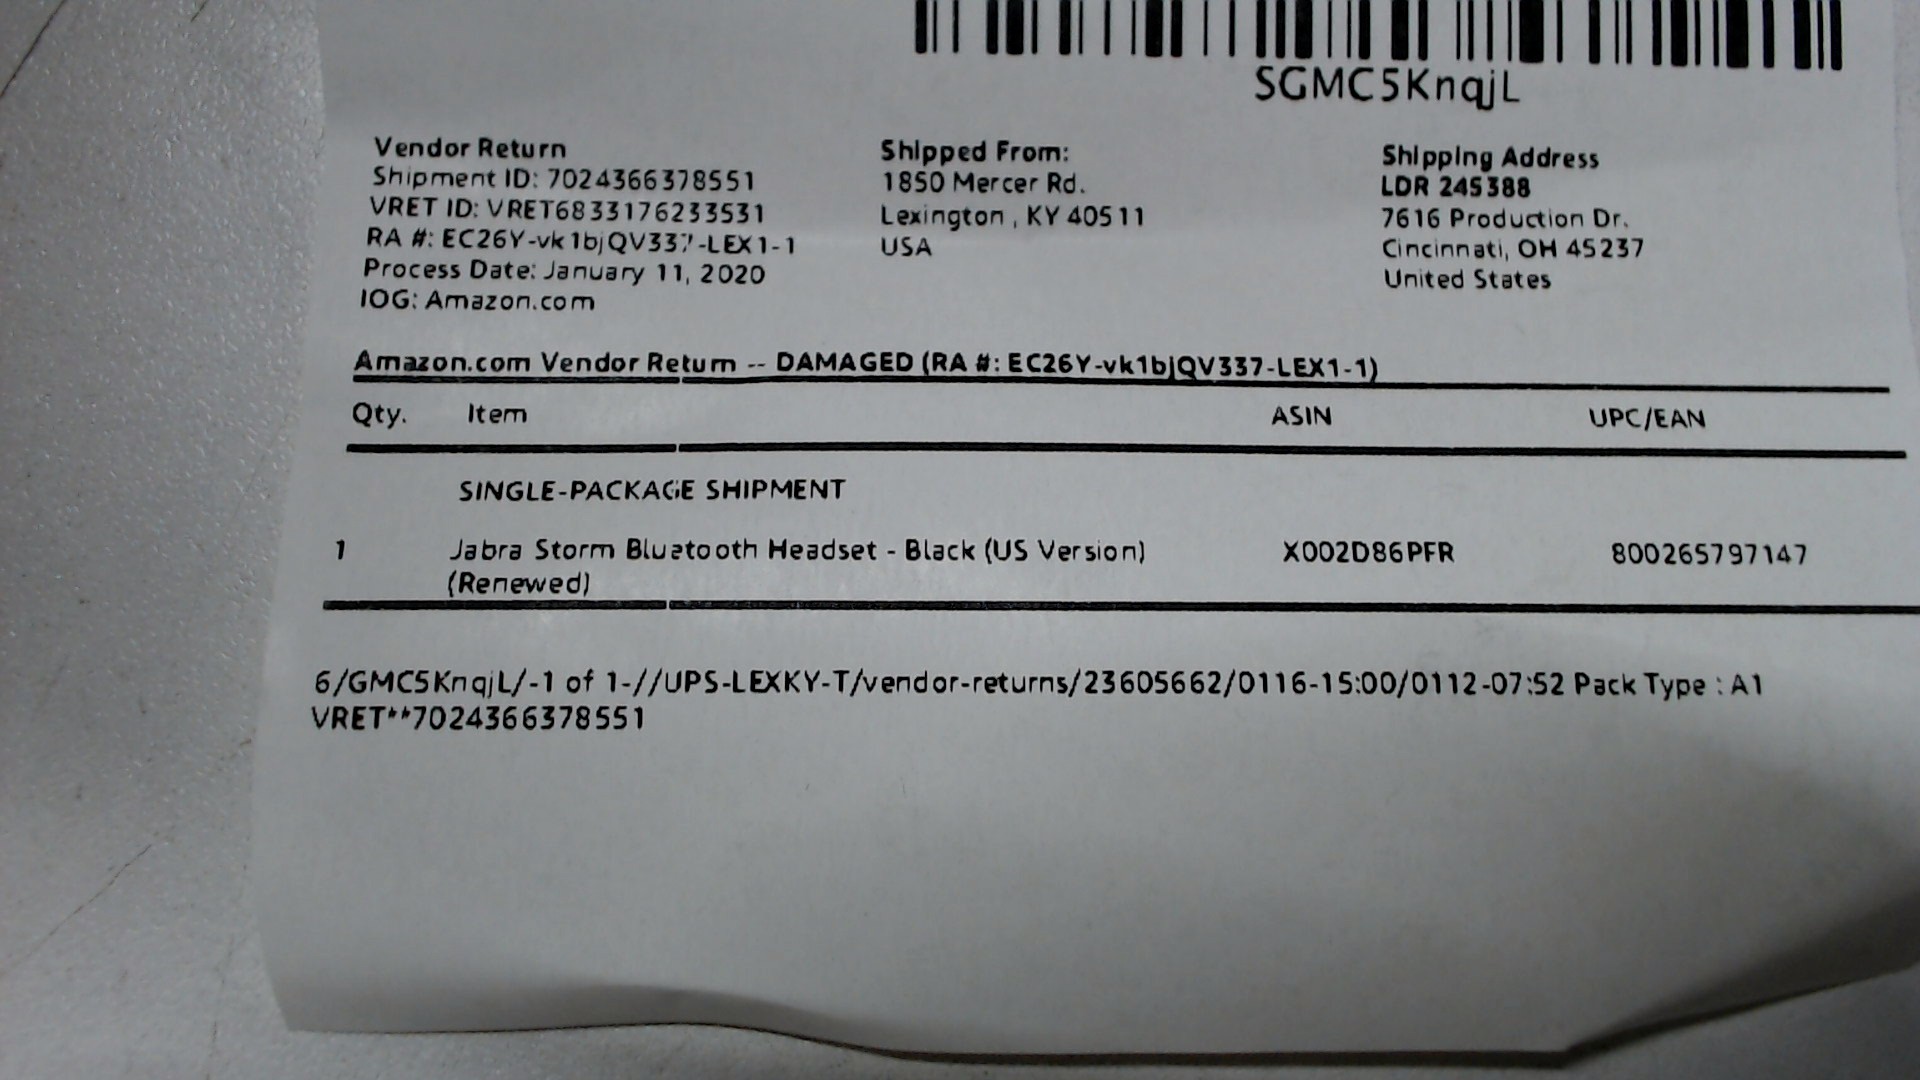 SGMC5KnqjL
Vendor Return
Shipment ID: 7024366378551
VRET ID: VRET6833176233531
RA #: EC26Y-vk1bjQV337-LEX1-1
Process Date: January 11, 2020
IOG: Amazon.com
Shipped From:
1850 Mercer Rd.
Lexington , KY 40511
USA
Shipping Address
LDR 245388
7616 Production Dr.
Cincinnati, OH 45237
United States
Amazon.com Vendor Return -- DAMAGED (RA #: EC26Y-vk1bjQV337-LEX1-1)
Qty. Item ASIN UPC/EAN
SINGLE-PACKAGE SHIPMENT
1 Jabra Storm Bluetooth Headset - Black (US Version) X002D86PFR 800265797147
(Renewed)
6/GMC5KnqjL/-1 of 1-//UPS-LEXKY-T/vendor-returns/23605662/0116-15:00/0112-07:52 Pack Type : A1
VRET**7024366378551